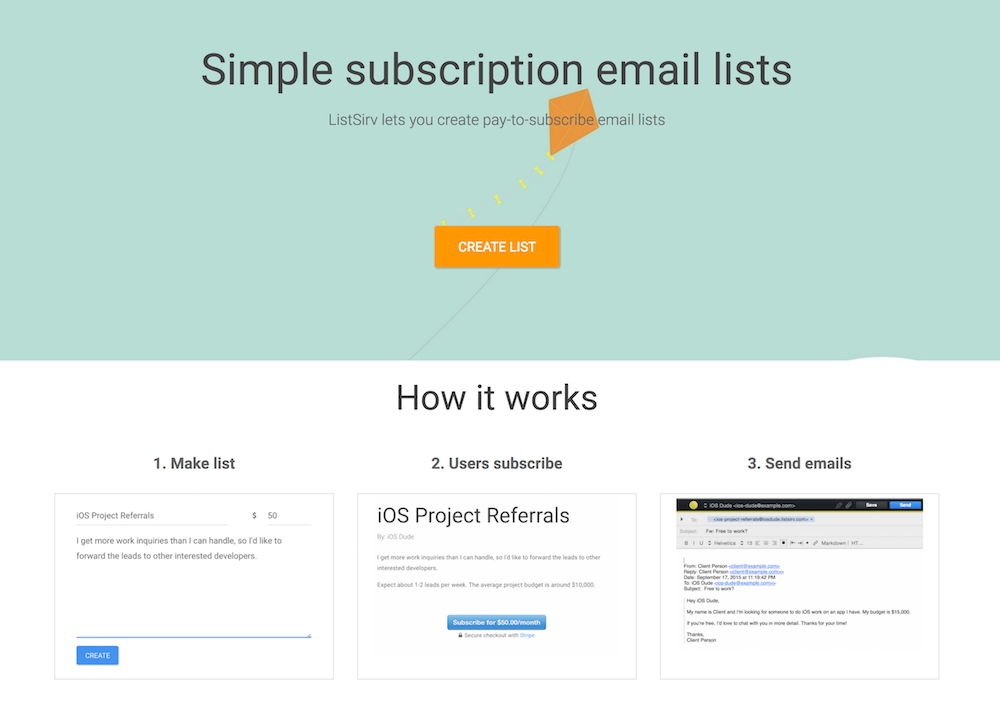 Simple subscription email lists
ListSirv lets you create pay-to-subscribe email lists
CREATE LIST
How it works
1. Make list
2. Users subscribe
3. Send emails
iOS Project Referrals
$ 50
I get more work inquiries than I can handle, so I'd like to
forward the leads to other interested developers.
CREATE
iOS Project Referrals
By: iOS Dude
I get more work inquiries than I can handle, so I'd like to forward the leads to other
interested developers.
Expect about 1-2 leads per week. The average project budget is around $10,000.
Subscribe for $50.00/month
Secure checkout with Stripe
iOS Dude <ios-dude@example.com> Save Send
To: <ios-project-referrals@iosdude.listsirv.com>
Subject: Fw: Free to work?
B I U Helvetica 13 Markdown HT...
From: Client Person <client@example.com>
Reply: Client Person <client@example.com>
Date: September 17, 2015 at 11:19:42 PM
To: iOS Dude <ios-dude@example.com>
Subject: Free to work?
Hey iOS Dude,
My name is Client and I'm looking for someone to do iOS work on an app I have. My budget is $15,000.
If you're free, I'd love to chat with you in more detail. Thanks for your time!
Thanks,
Client Person